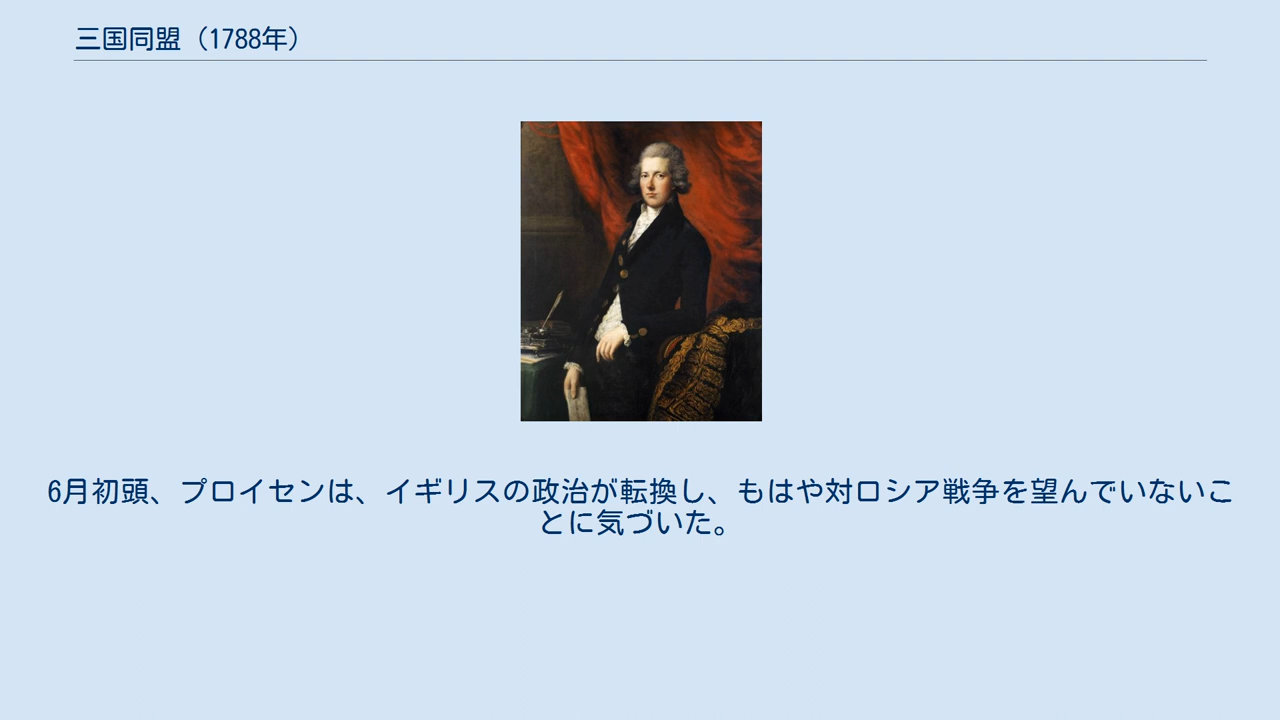 三国同盟（1788年）
6月初頭、プロイセンは、イギリスの政治が転換し、もはや対ロシア戦争を望んでいないこ
とに気づいた。